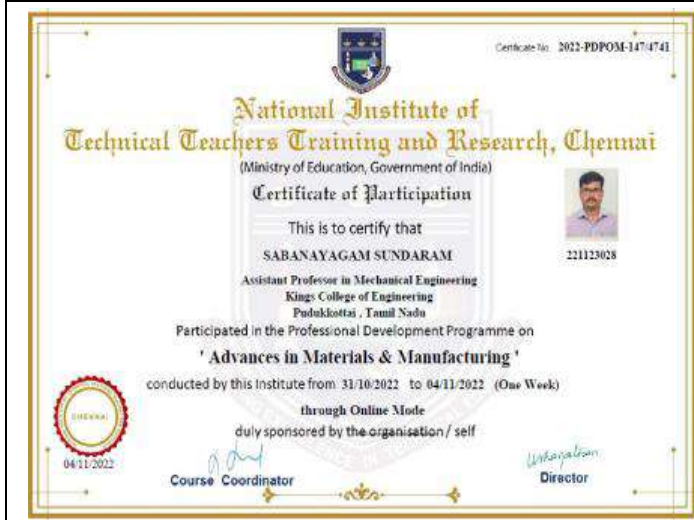 Certificate No 2022-PDPOM-147/4741
National Institute of
Technical Teachers Training and Research, Chennai
(Ministry of Education, Government of India)
Certificate of Participation
This is to certify that
SABANAYAGAM SUNDARAM
221123028
Assistant Professor in Mechanical Engineering
Kings College of Engineering
Pudukkottai , Tamil Nadu
Participated in the Professional Development Programme on
' Advances in Materials & Manufacturing '
conducted by this Institute from 31/10/2022 to 04/11/2022 (One Week)
through Online Mode
duly sponsored by the organisation / self
CHENNAI
04/11/2022
Course Coordinator
Director